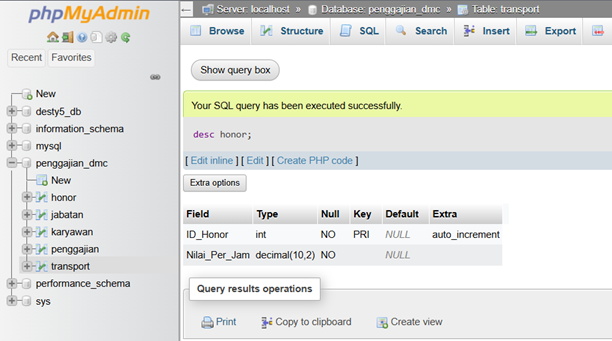 phpMyAdmin
Recent Favorites
New
desty5_db
information_schema
mysql
penggajian_dmc
New
honor
jabatan
karyawan
penggajian
transport
performance_schema
sys
Server: localhost » Database: penggajian_dmc » Table: transport
Browse Structure SQL Search Insert Export
Show query box
Your SQL query has been executed successfully.
desc honor;
[ Edit inline ] [ Edit ] [ Create PHP code ]
Extra options
Field Type Null Key Default Extra
ID_Honor int NO PRI NULL auto_increment
Nilai_Per_Jam decimal(10,2) NO NULL
Query results operations
Print Copy to clipboard Create view